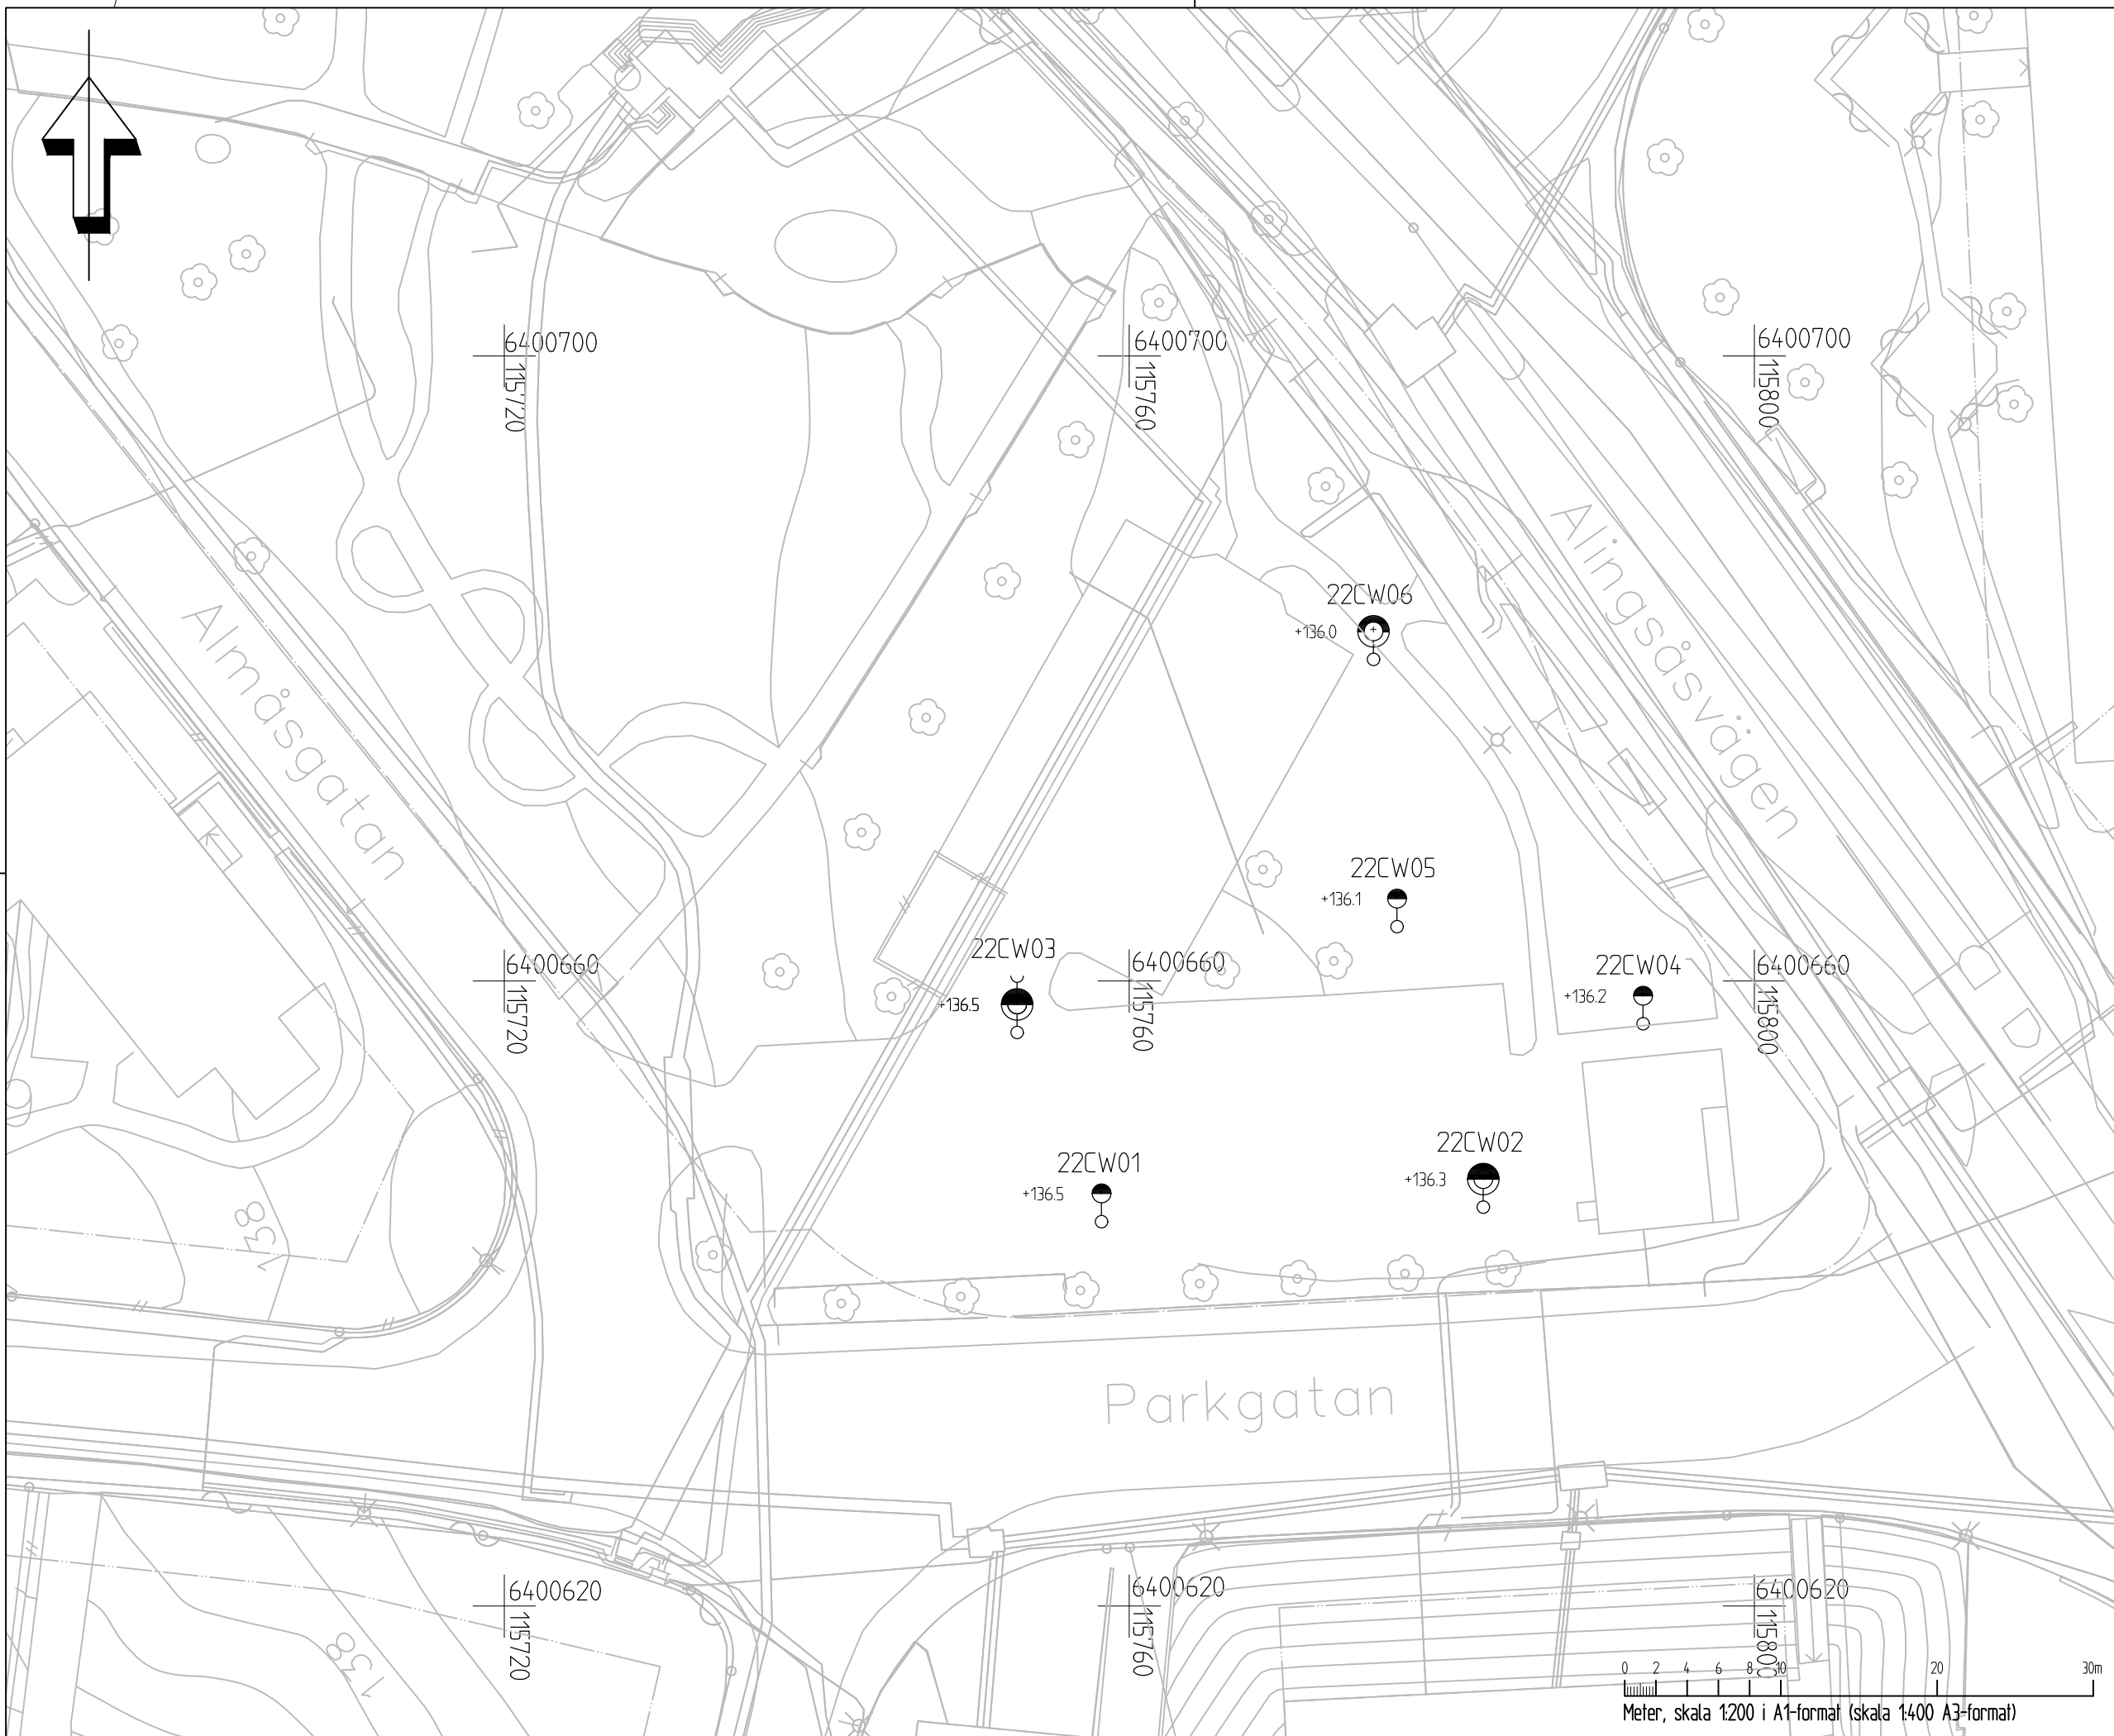 6400700
115720
6400700
115760
6400700
115800
Almåsgatan
Alingsåsvägen
22CW06
+136.0
22CW05
+136.1
22CW03
+136.5
22CW04
+136.2
6400660
115720
6400660
115760
6400660
115800
22CW01
+136.5
22CW02
+136.3
138
Parkgatan
6400620
115720
6400620
115760
6400620
115800
138
0 2 4 6 8 10 20 30m
Meter, skala 1:200 i A1-format (skala 1:400 A3-format)